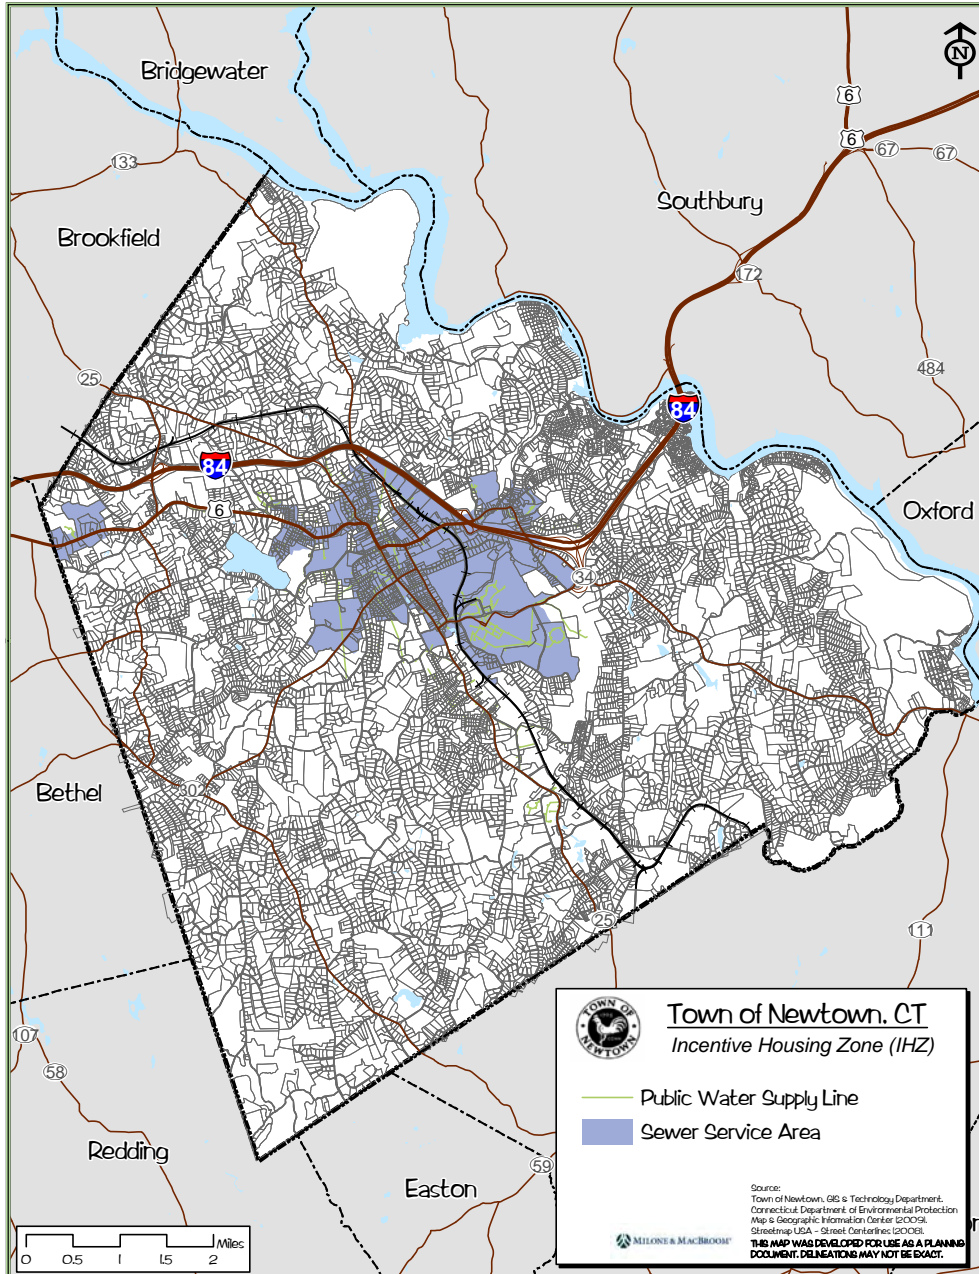 N
Bridgewater
6
6
67
67
133
Southbury
Brookfield
172
25
484
84
84
6
Oxford
34
Bethel
302
25
111
107
58
Redding
Easton
59
TOWN OF
NEWTOWN
Town of Newtown, CT
Incentive Housing Zone (IHZ)
Public Water Supply Line
Sewer Service Area
Source:
Town of Newtown, GIS & Technology Department.
Connecticut Department of Environmental Protection
Map & Geographic Information Center (2009).
Streetmap USA - Street Centerlines (2006).
THIS MAP WAS DEVELOPED FOR USE AS A PLANNING
DOCUMENT. DELINEATIONS MAY NOT BE EXACT.
MILONE & MACBROOM
Miles
0 0.5 1 1.5 2